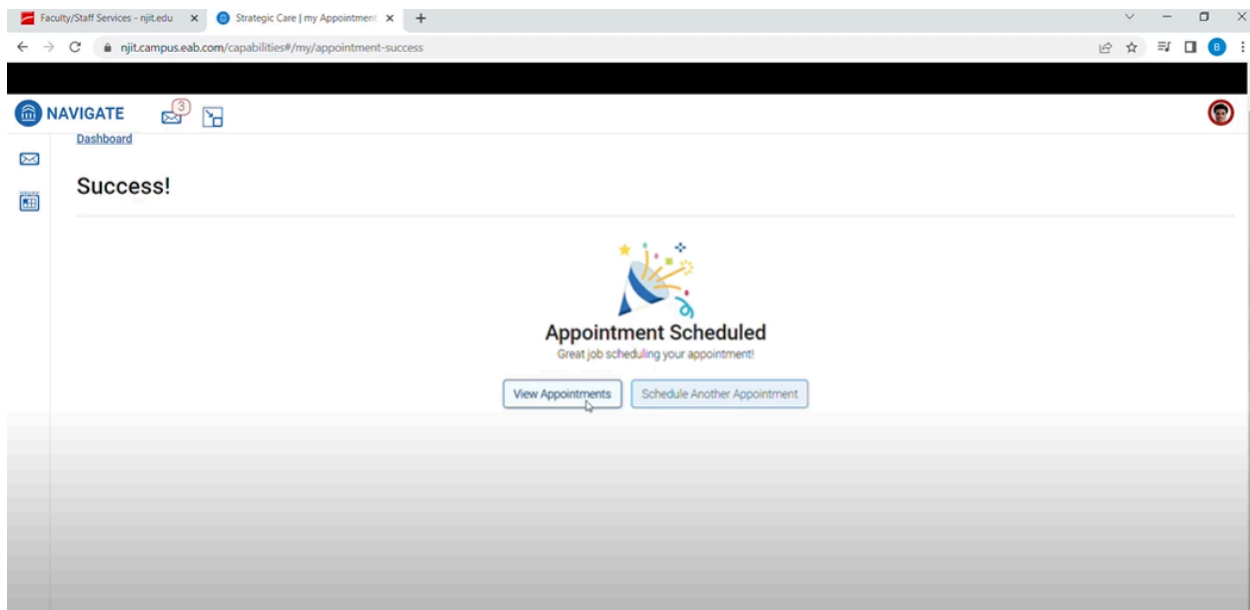 Faculty/Staff Services - njit.edu
Strategic Care | my Appointment
njit.campus.eab.com/capabilities#/my/appointment-success
B
NAVIGATE
3
Dashboard
Success!
Appointment Scheduled
Great job scheduling your appointment!
View Appointments
Schedule Another Appointment